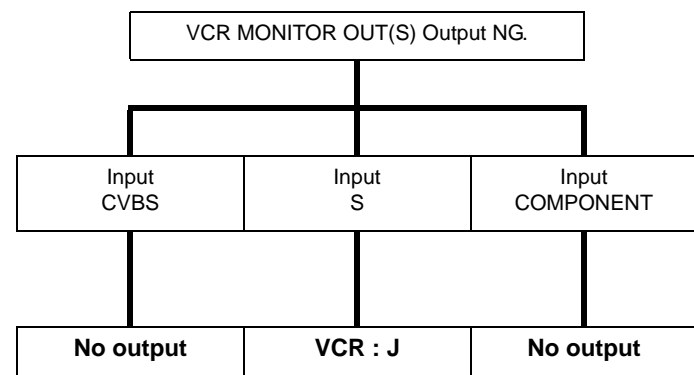 VCR MONITOR OUT(S) Output NG.
Input
CVBS
Input
S
Input
COMPONENT
No output
VCR : J
No output